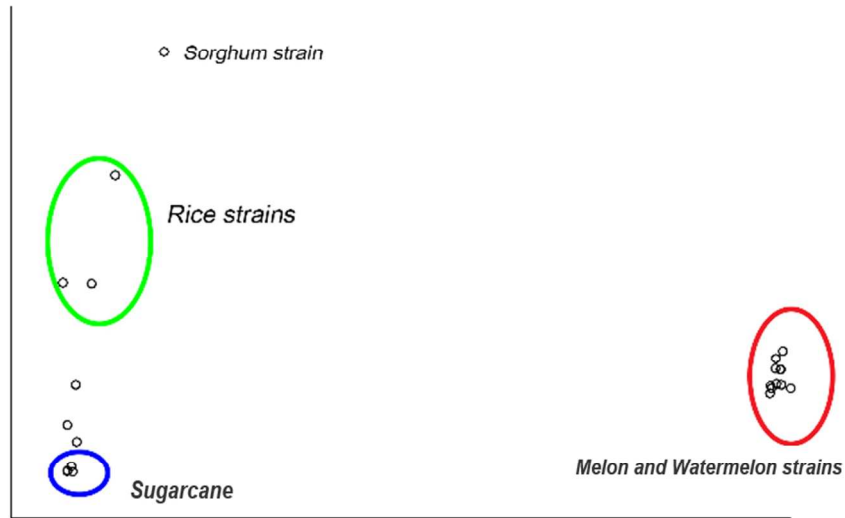 Sorghum strain
Rice strains
Melon and Watermelon strains
Sugarcane